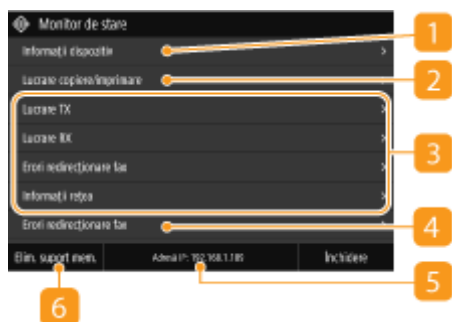 Monitor de stare
Informații dispozitiv
1
Lucrare copiere/imprimare
2
Lucrare TX
Lucrare RX
Erori redirecționare fax
3
Informații rețea
Erori redirecționare fax
4
Elim. suport mem.
Adresă IP: 192.168.1.189
Închidere
5
6